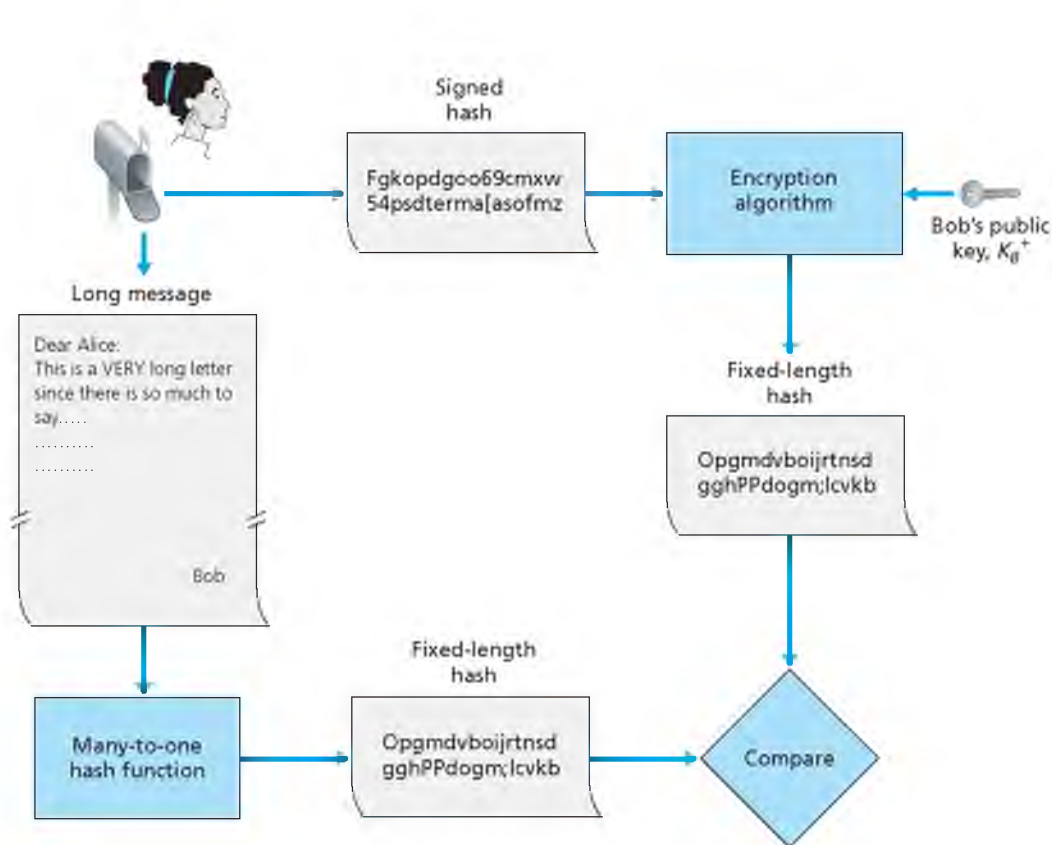 Signed
hash
Fgkopdgoo69cmxw
54psdterma[asofmz
Encryption
algorithm
Bob's public
key, K_B^+
Long message
Dear Alice:
This is a VERY long letter
since there is so much to
say.....
..........
..........
Bob
Fixed-length
hash
Opgmdvboijrtnsd
gghPPdogm;lcvkb
Many-to-one
hash function
Fixed-length
hash
Opgmdvboijrtnsd
gghPPdogm;lcvkb
Compare